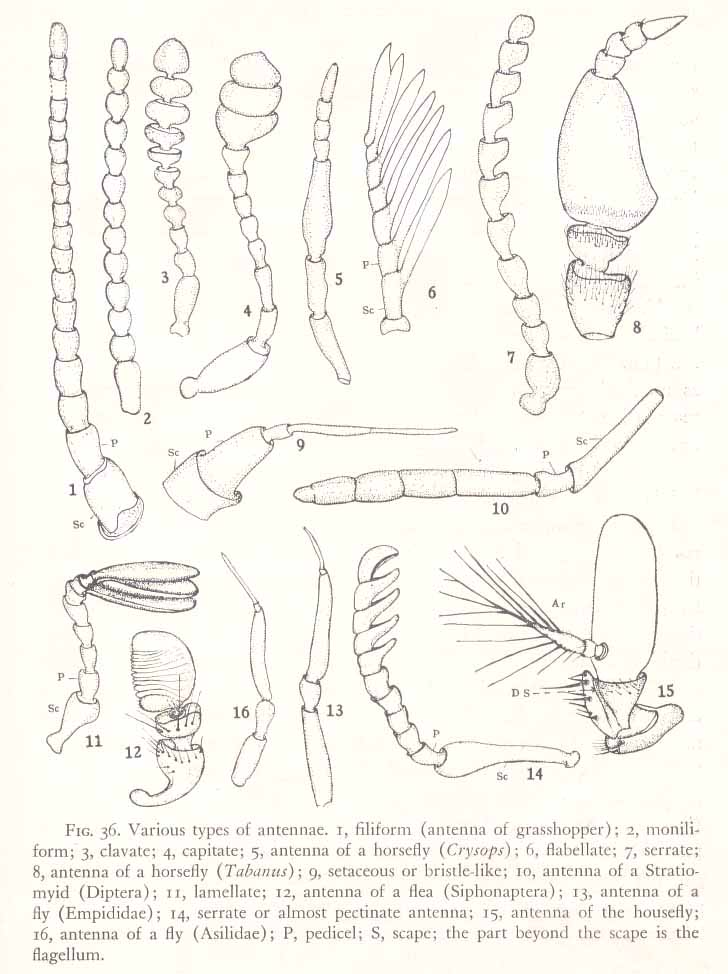 1
Sc
P
2
3
4
5
P
Sc
6
7
8
Sc
P
9
10
P
Sc
11
P
Sc
12
16
13
P
Sc
14
Ar
D S
15
FIG. 36. Various types of antennae. 1, filiform (antenna of grasshopper); 2, monili-
form; 3, clavate; 4, capitate; 5, antenna of a horsefly (Crysops); 6, flabellate; 7, serrate;
8, antenna of a horsefly (Tabanus); 9, setaceous or bristle-like; 10, antenna of a Stratio-
myid (Diptera); 11, lamellate; 12, antenna of a flea (Siphonaptera); 13, antenna of a
fly (Empididae); 14, serrate or almost pectinate antenna; 15, antenna of the housefly;
16, antenna of a fly (Asilidae); P, pedicel; S, scape; the part beyond the scape is the
flagellum.